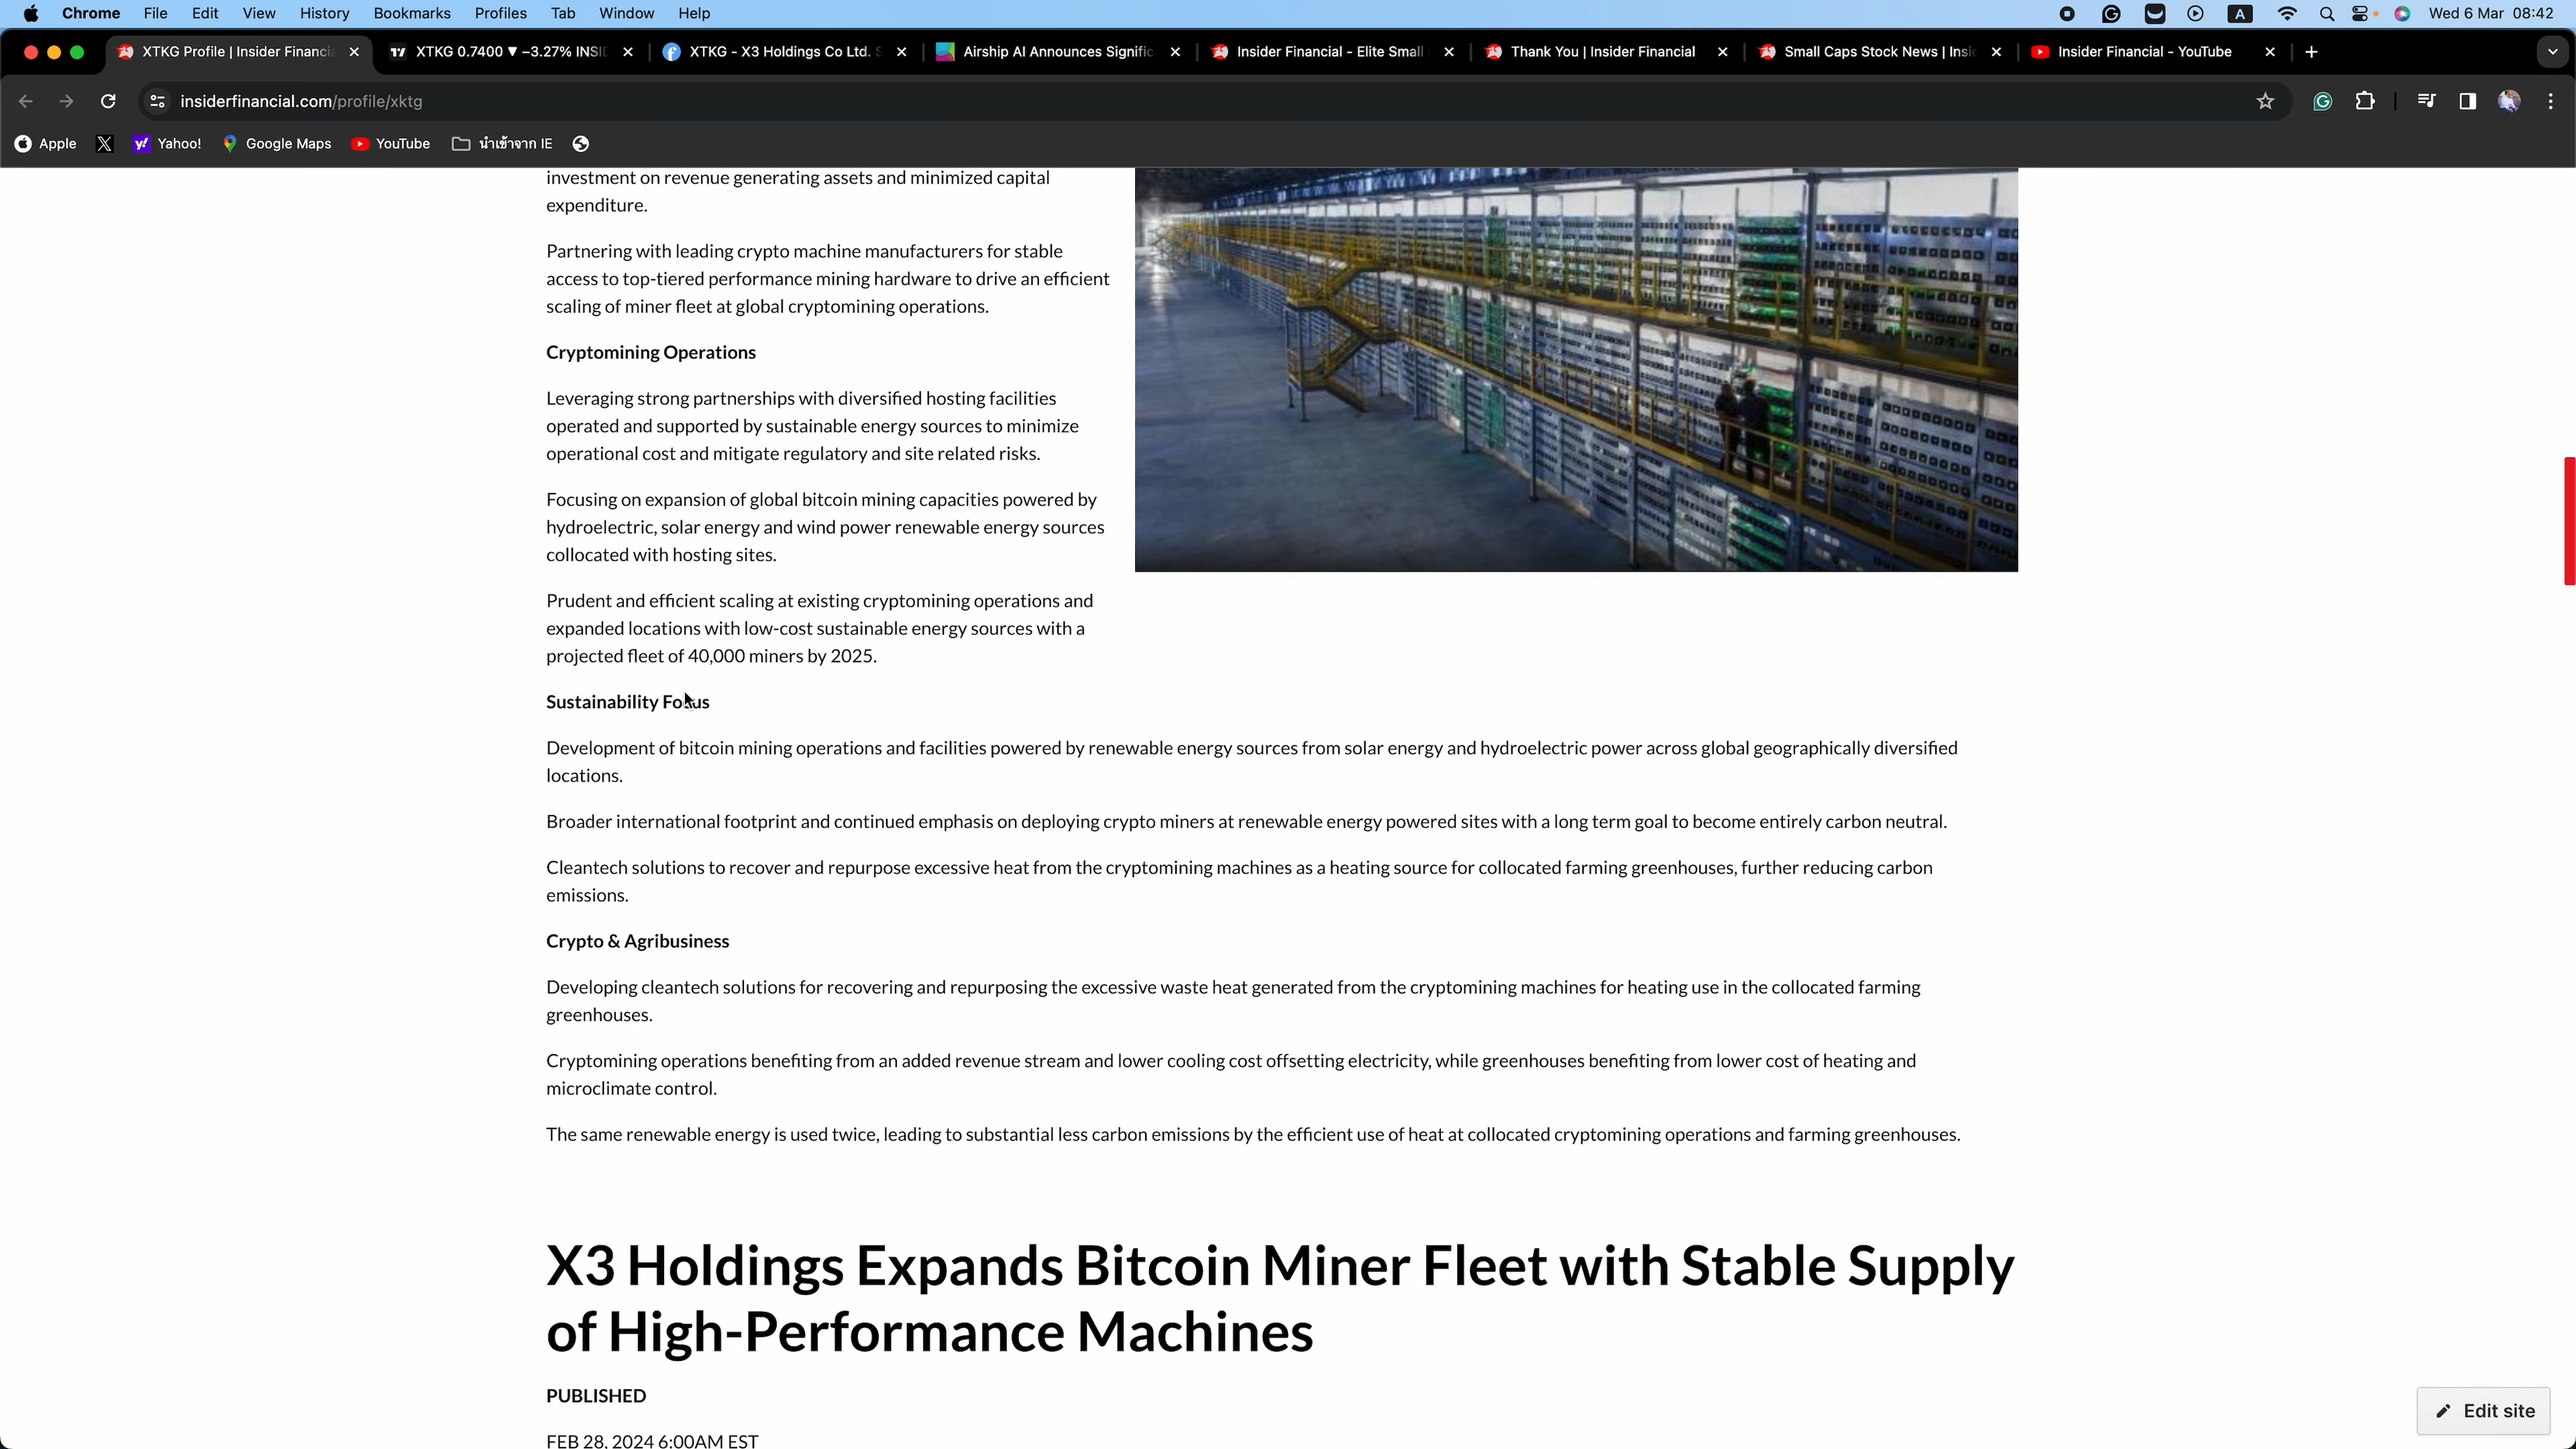 Chrome File Edit View History Bookmarks Profiles Tab Window Help
A Wed 6 Mar 08:42
XTKG Profile | Insider Financi
XTKG 0.7400 ▼ −3.27% INSI
XTKG - X3 Holdings Co Ltd. S
Airship AI Announces Signific
Insider Financial - Elite Small
Thank You | Insider Financial
Small Caps Stock News | Insi
Insider Financial - YouTube
insiderfinancial.com/profile/xktg
Apple Yahoo! Google Maps YouTube นำเข้าจาก IE
investment on revenue generating assets and minimized capital
expenditure.
Partnering with leading crypto machine manufacturers for stable
access to top-tiered performance mining hardware to drive an efficient
scaling of miner fleet at global cryptomining operations.
Cryptomining Operations
Leveraging strong partnerships with diversified hosting facilities
operated and supported by sustainable energy sources to minimize
operational cost and mitigate regulatory and site related risks.
Focusing on expansion of global bitcoin mining capacities powered by
hydroelectric, solar energy and wind power renewable energy sources
collocated with hosting sites.
Prudent and efficient scaling at existing cryptomining operations and
expanded locations with low-cost sustainable energy sources with a
projected fleet of 40,000 miners by 2025.
Sustainability Focus
Development of bitcoin mining operations and facilities powered by renewable energy sources from solar energy and hydroelectric power across global geographically diversified
locations.
Broader international footprint and continued emphasis on deploying crypto miners at renewable energy powered sites with a long term goal to become entirely carbon neutral.
Cleantech solutions to recover and repurpose excessive heat from the cryptomining machines as a heating source for collocated farming greenhouses, further reducing carbon
emissions.
Crypto & Agribusiness
Developing cleantech solutions for recovering and repurposing the excessive waste heat generated from the cryptomining machines for heating use in the collocated farming
greenhouses.
Cryptomining operations benefiting from an added revenue stream and lower cooling cost offsetting electricity, while greenhouses benefiting from lower cost of heating and
microclimate control.
The same renewable energy is used twice, leading to substantial less carbon emissions by the efficient use of heat at collocated cryptomining operations and farming greenhouses.
X3 Holdings Expands Bitcoin Miner Fleet with Stable Supply
of High-Performance Machines
PUBLISHED
FEB 28, 2024 6:00AM EST
Edit site